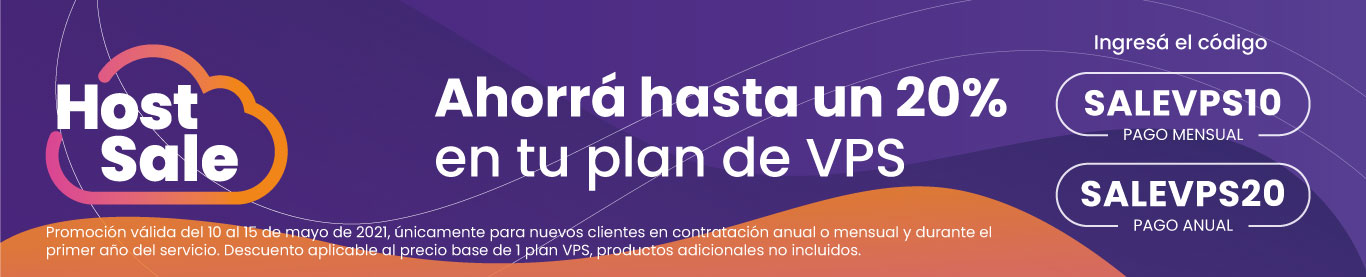 Host
Sale
Ahorrá hasta un 20%
en tu plan de VPS
Ingresá el código
SALEVPS10
PAGO MENSUAL
SALEVPS20
PAGO ANUAL
Promoción válida del 10 al 15 de mayo de 2021, únicamente para nuevos clientes en contratación anual o mensual y durante el
primer año del servicio. Descuento aplicable al precio base de 1 plan VPS, productos adicionales no incluidos.